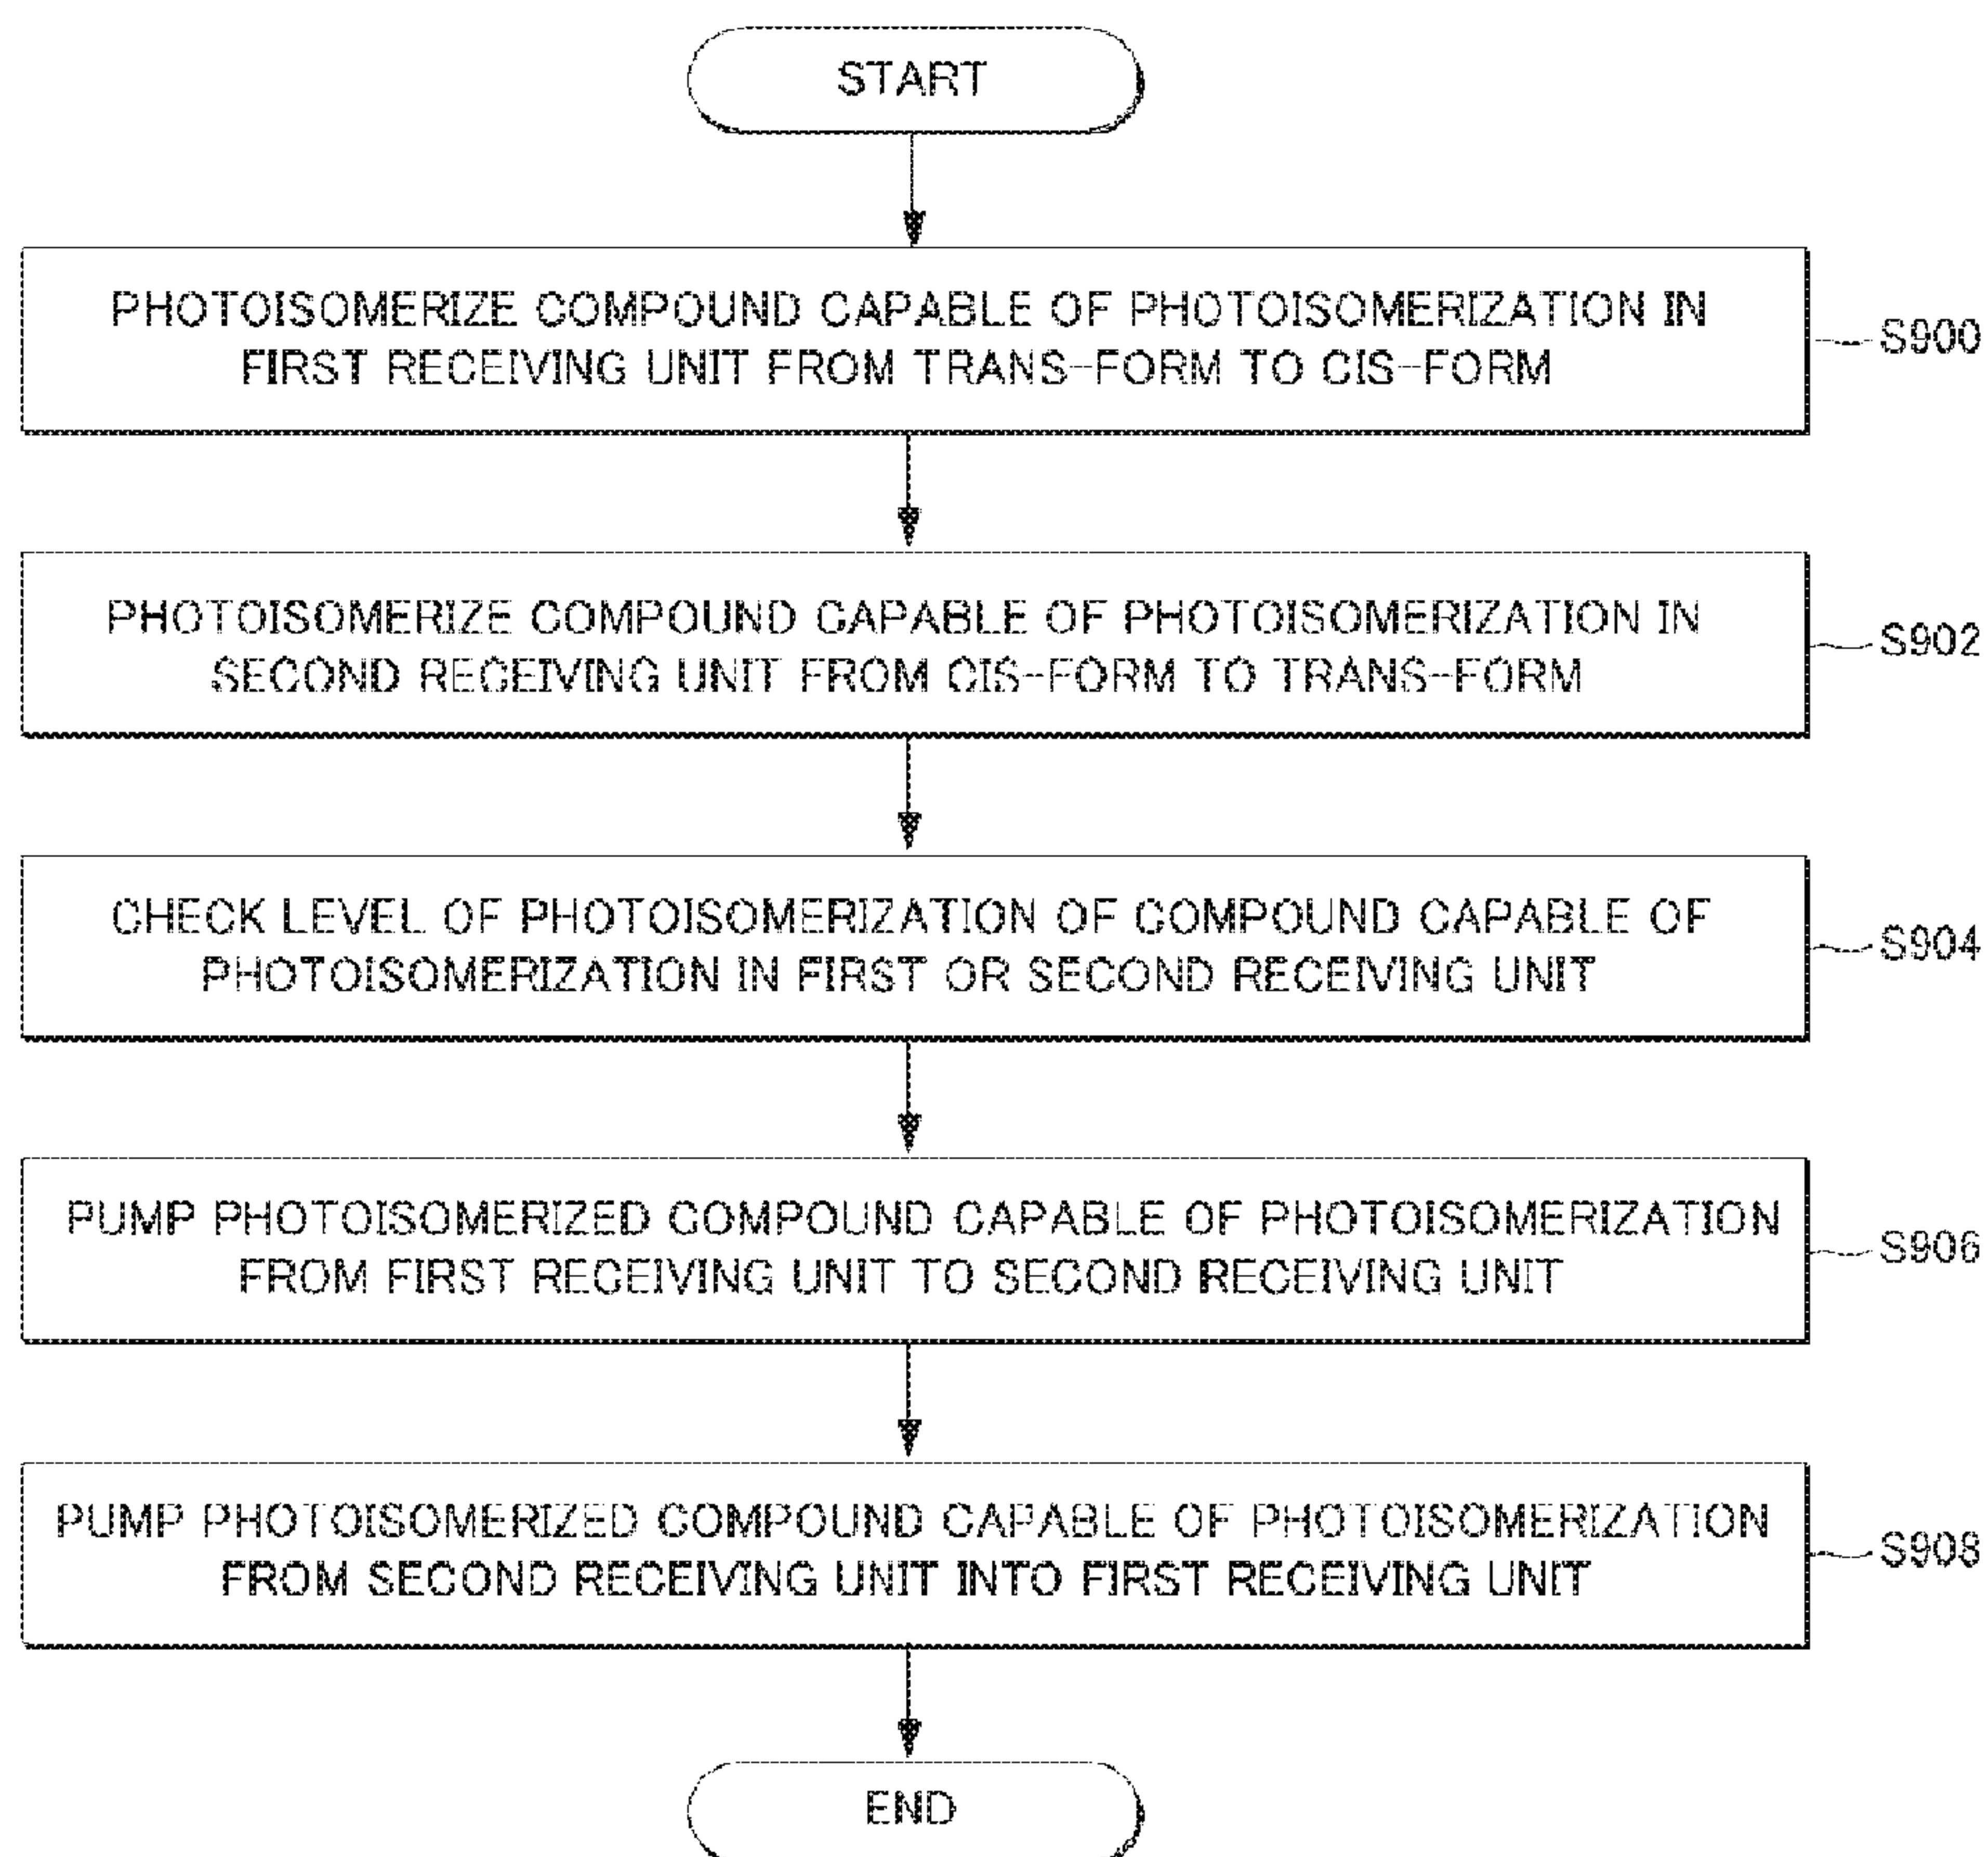 START
PHOTOISOMERIZE COMPOUND CAPABLE OF PHOTOISOMERIZATION IN
FIRST RECEIVING UNIT FROM TRANS-FORM TO CIS-FORM
S900
PHOTOISOMERIZE COMPOUND CAPABLE OF PHOTOISOMERIZATION IN
SECOND RECEIVING UNIT FROM CIS-FORM TO TRANS-FORM
S902
CHECK LEVEL OF PHOTOISOMERIZATION OF COMPOUND CAPABLE OF
PHOTOISOMERIZATION IN FIRST OR SECOND RECEIVING UNIT
S904
PUMP PHOTOISOMERIZED COMPOUND CAPABLE OF PHOTOISOMERIZATION
FROM FIRST RECEIVING UNIT TO SECOND RECEIVING UNIT
S906
PUMP PHOTOISOMERIZED COMPOUND CAPABLE OF PHOTOISOMERIZATION
FROM SECOND RECEIVING UNIT INTO FIRST RECEIVING UNIT
S908
END